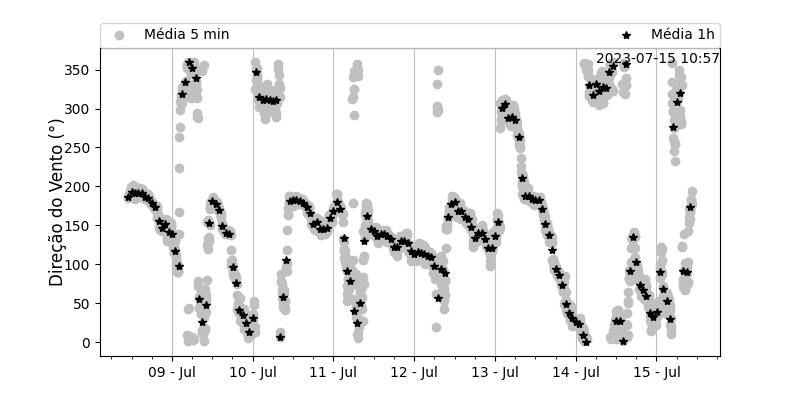 Média 5 min
Média 1h
2023-07-15 10:57
Direção do Vento (°)
350
300
250
200
150
100
50
0
09 - Jul
10 - Jul
11 - Jul
12 - Jul
13 - Jul
14 - Jul
15 - Jul